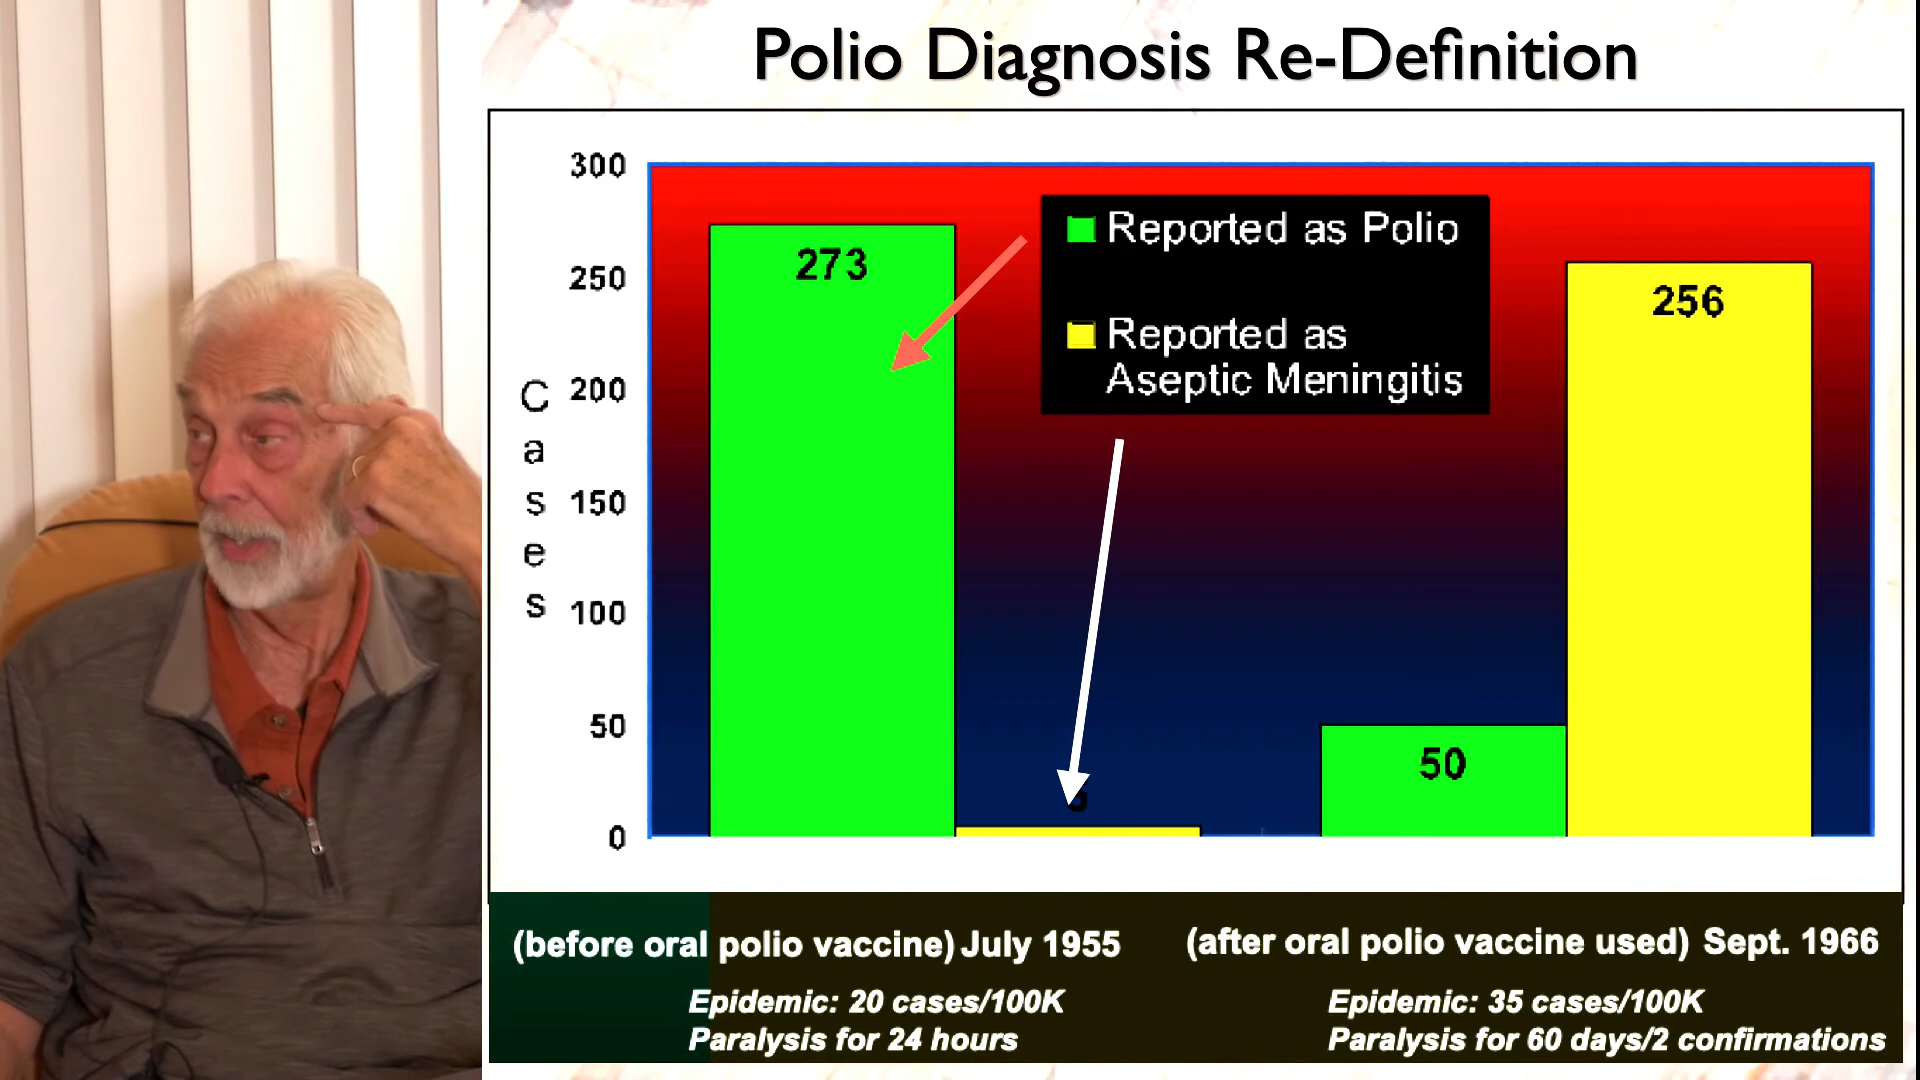 Polio Diagnosis Re-Definition
300
250
200
150
100
50
0
Cases
273
50
256
Reported as Polio
Reported as
Aseptic Meningitis
(before oral polio vaccine) July 1955
(after oral polio vaccine used) Sept. 1966
Epidemic: 20 cases/100K
Paralysis for 24 hours
Epidemic: 35 cases/100K
Paralysis for 60 days/2 confirmations